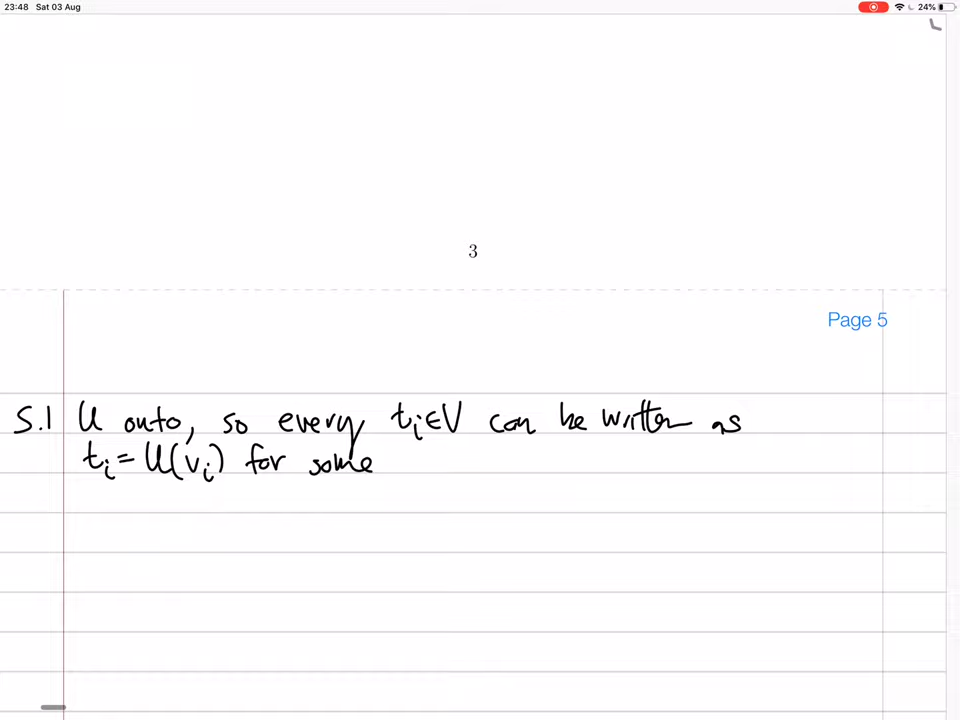 23:48 Sat 03 Aug 24%
3
Page 5
5.1 U onto, so every tᵢ∈V can be written as
tᵢ = U(vᵢ) for some